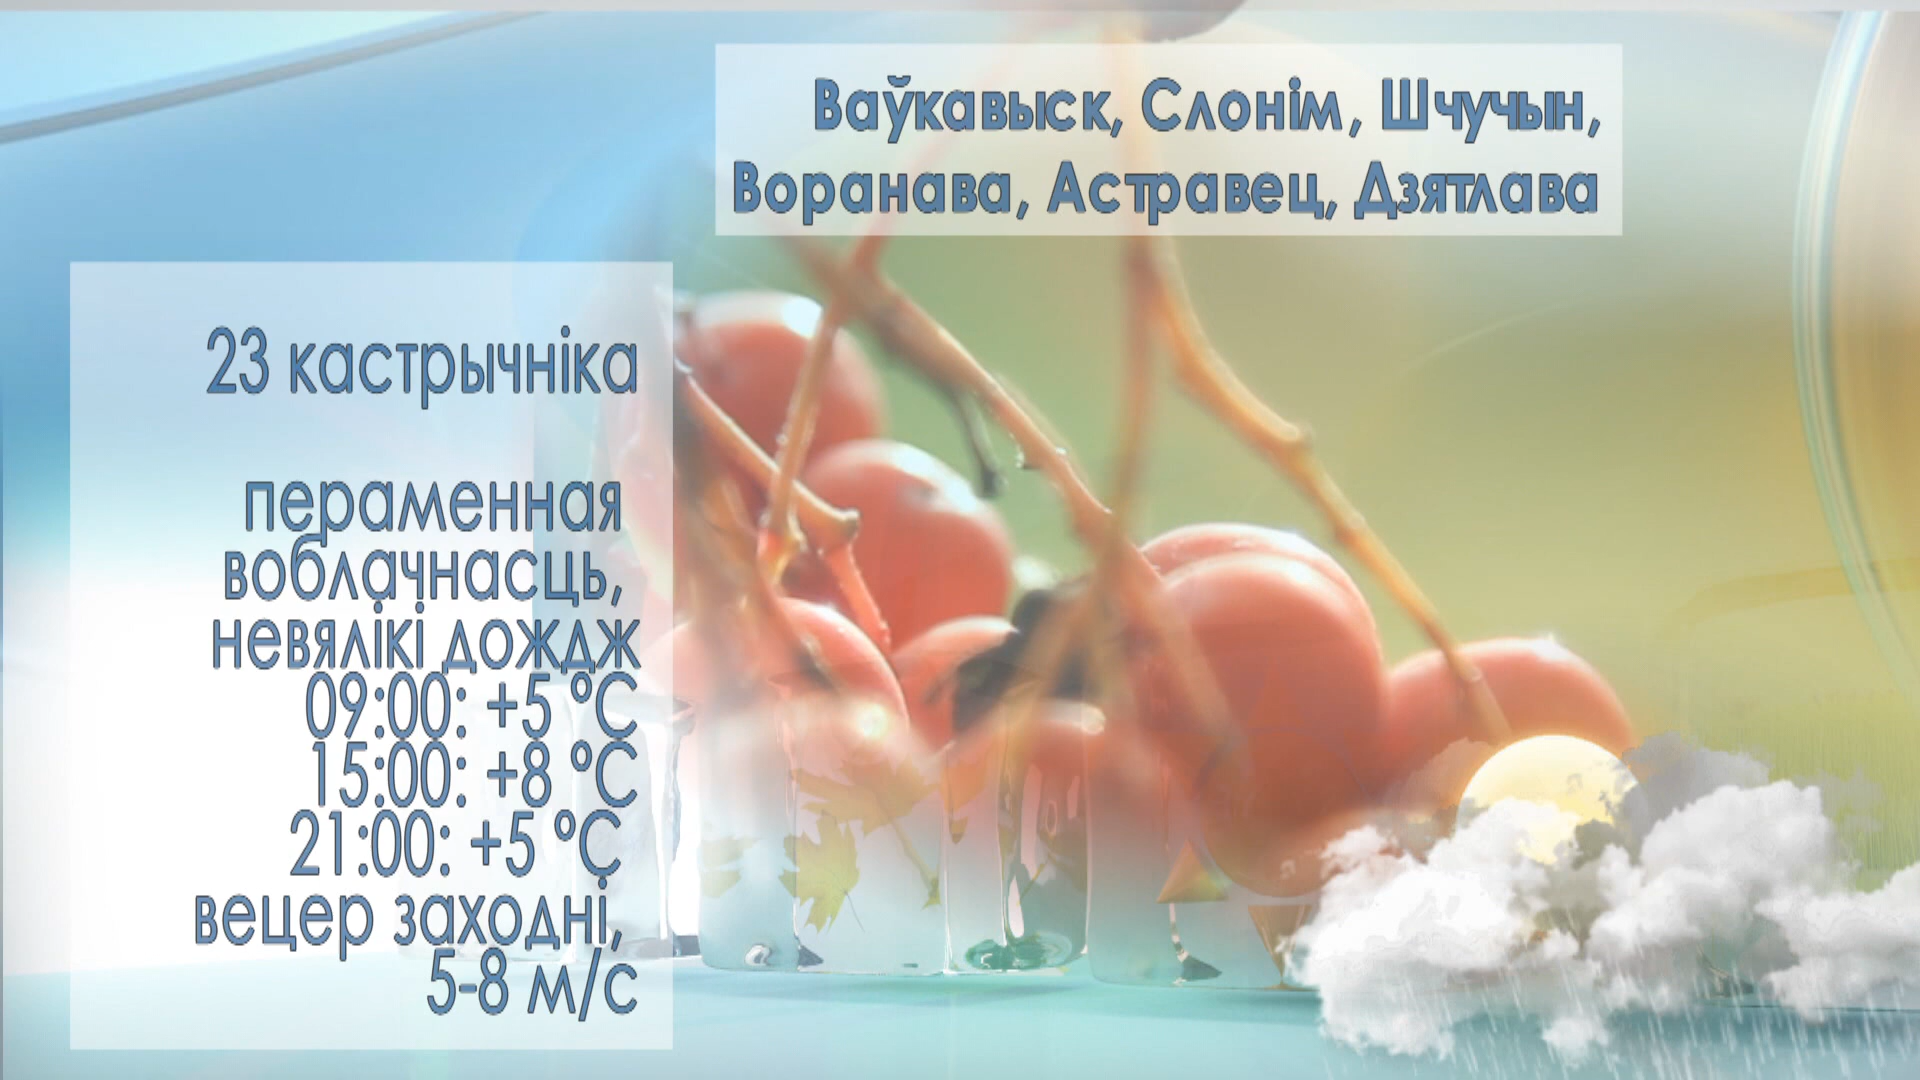 Ваўкавыск, Слонім, Шчучын,
Воранава, Астравец, Дзятлава
23 кастрычніка
пераменная
воблачнасць,
невялікі дождж
09:00: +5 °C
15:00: +8 °C
21:00: +5 °C
вецер заходні,
5-8 м/с